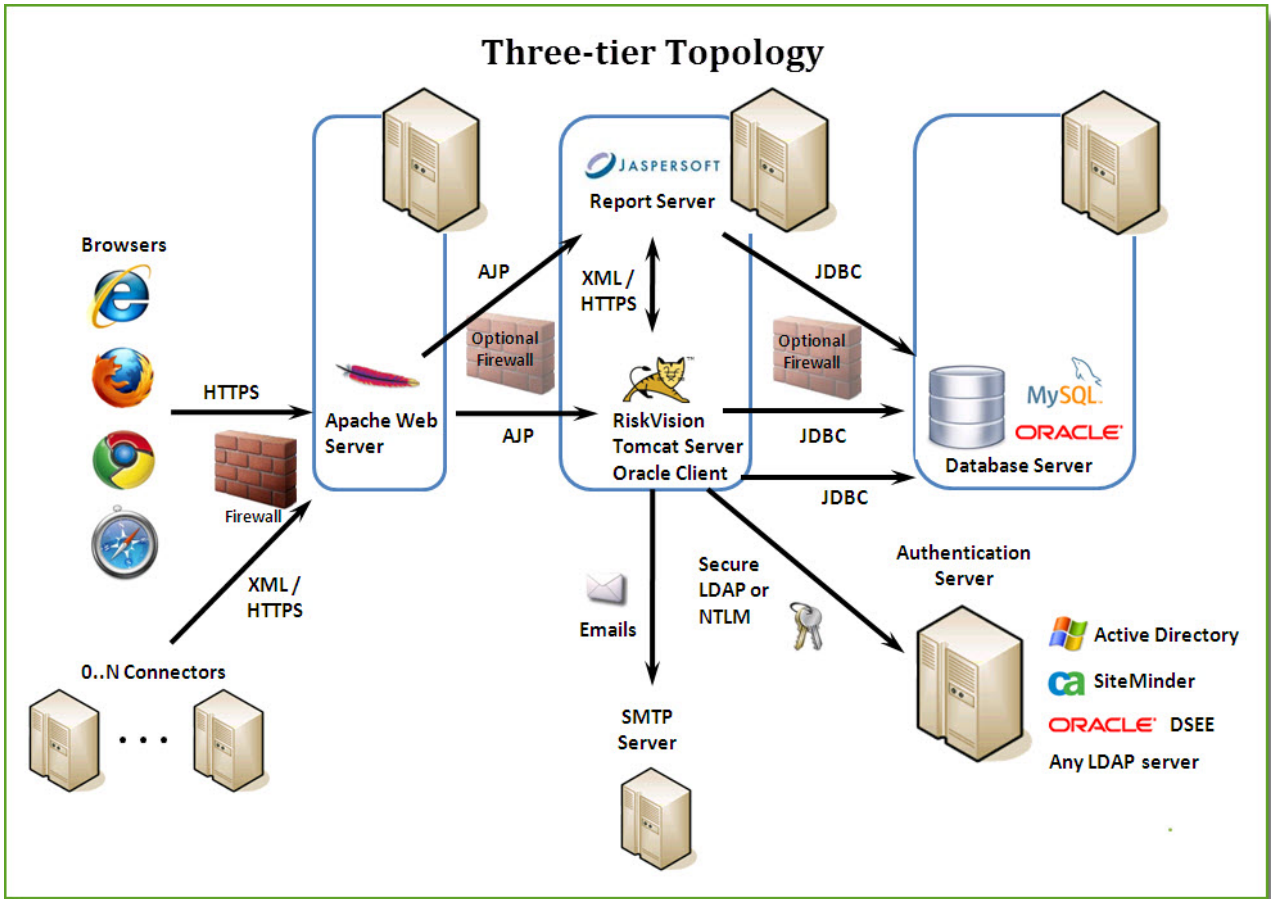 Three-tier Topology
JASPERSOFT
Report Server
Browsers
AJP
XML /
HTTPS
JDBC
Optional
Firewall
Optional
Firewall
TM
HTTPS
Apache Web
Server
AJP
RiskVision
Tomcat Server
Oracle Client
JDBC
MySQL
ORACLE
Database Server
JDBC
Firewall
XML /
HTTPS
Emails
Secure
LDAP or
NTLM
Authentication
Server
0..N Connectors
...
SMTP
Server
Active Directory
ca SiteMinder
ORACLE DSEE
Any LDAP server